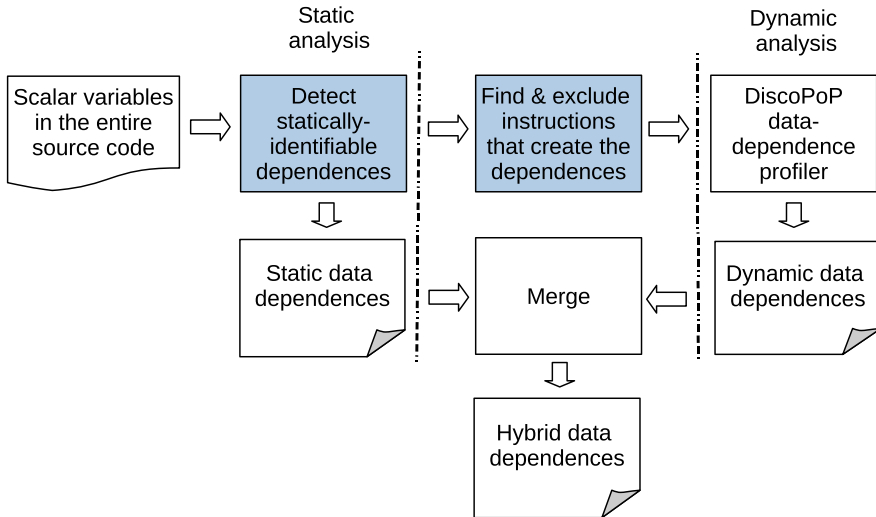 Static
analysis
Dynamic
analysis
Scalar variables
in the entire
source code
Detect
statically-
identifiable
dependences
Find & exclude
instructions
that create the
dependences
DiscoPoP
data-
dependence
profiler
Static data
dependences
Merge
Dynamic data
dependences
Hybrid data
dependences